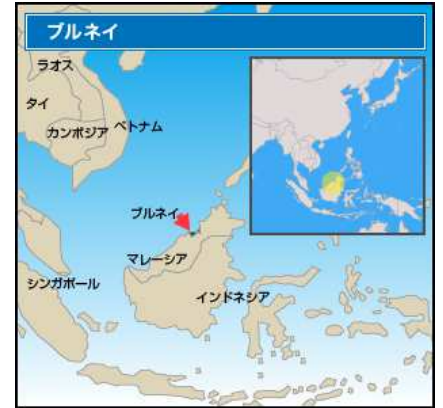 ブルネイ
ラオス
タイ
カンボジア
ベトナム
ブルネイ
マレーシア
シンガポール
インドネシア